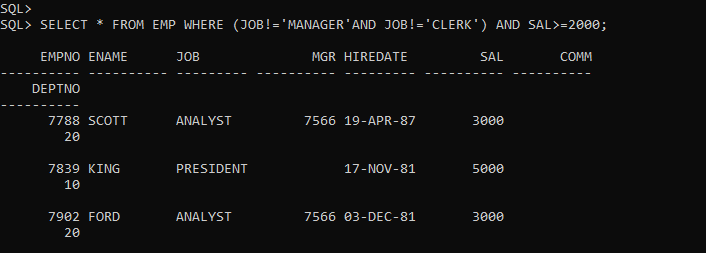 SQL>
SQL> SELECT * FROM EMP WHERE (JOB!='MANAGER'AND JOB!='CLERK') AND SAL>=2000;
     EMPNO ENAME      JOB              MGR HIREDATE         SAL       COMM
---------- ---------- --------- ---------- --------- ---------- ----------
    DEPTNO
----------
      7788 SCOTT      ANALYST         7566 19-APR-87       3000
        20
      7839 KING       PRESIDENT            17-NOV-81       5000
        10
      7902 FORD       ANALYST         7566 03-DEC-81       3000
        20